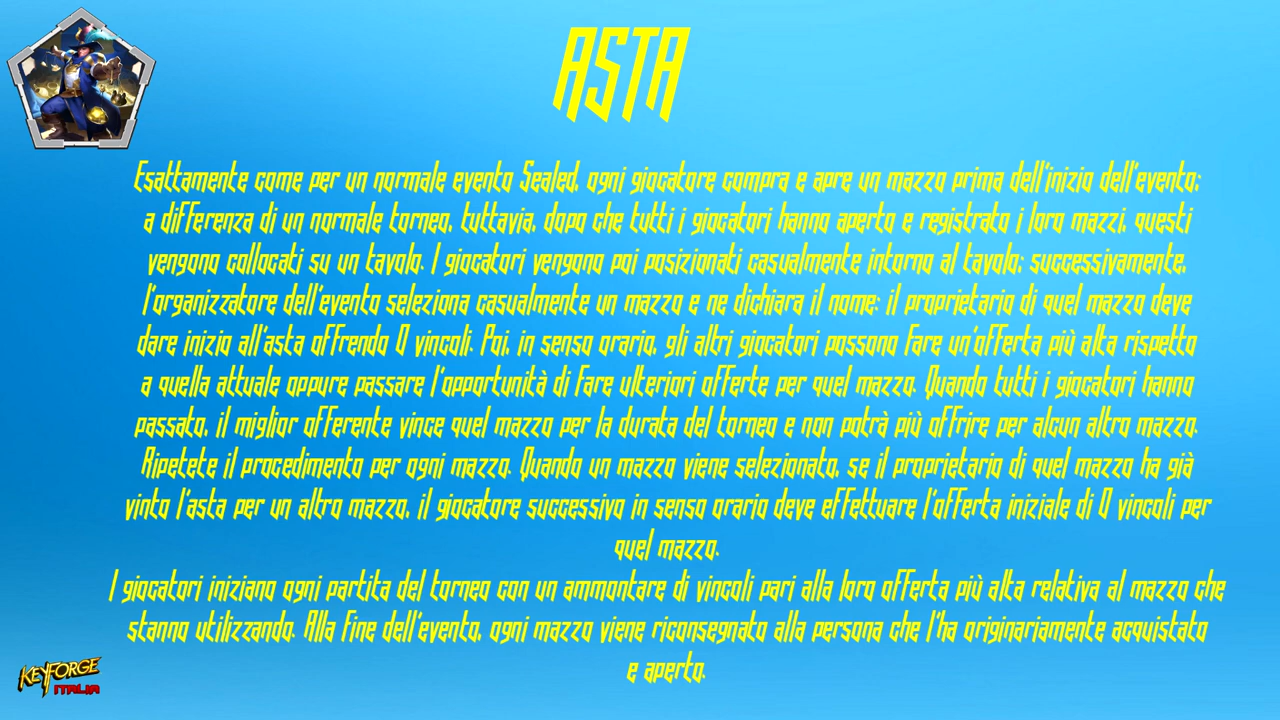 ASTA
Esattamente come per un normale evento Sealed, ogni giocatore compra e apre un mazzo prima dell'inizio dell'evento;
a differenza di un normale torneo, tuttavia, dopo che tutti i giocatori hanno aperto e registrato i loro mazzi, questi
vengono collocati su un tavolo. I giocatori vengono poi posizionati casualmente intorno al tavolo; successivamente,
l'organizzatore dell'evento seleziona casualmente un mazzo e ne dichiara il nome: il proprietario di quel mazzo deve
dare inizio all'asta offrendo 0 vincoli. Poi, in senso orario, gli altri giocatori possono fare un'offerta più alta rispetto
a quella attuale oppure passare l'opportunità di fare ulteriori offerte per quel mazzo. Quando tutti i giocatori hanno
passato, il miglior offerente vince quel mazzo per la durata del torneo e non potrà più offrire per alcun altro mazzo.
Ripetete il procedimento per ogni mazzo. Quando un mazzo viene selezionato, se il proprietario di quel mazzo ha già
vinto l'asta per un altro mazzo, il giocatore successivo in senso orario deve effettuare l'offerta iniziale di 0 vincoli per
quel mazzo.
I giocatori iniziano ogni partita del torneo con un ammontare di vincoli pari alla loro offerta più alta relativa al mazzo che
stanno utilizzando. Alla fine dell'evento, ogni mazzo viene riconsegnato alla persona che l'ha originariamente acquistato
e aperto.
KEYFORGE
ITALIA